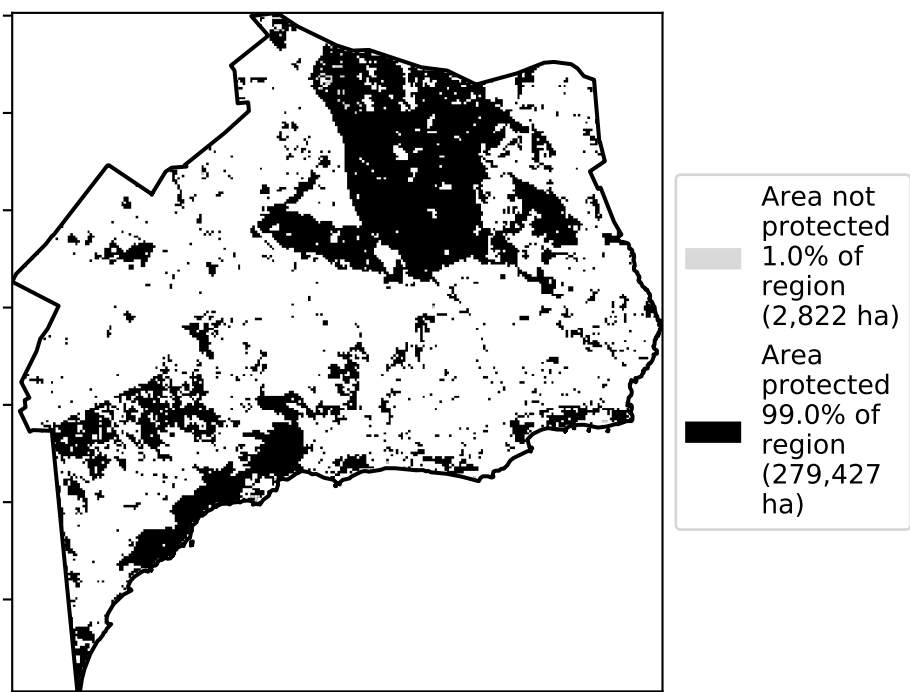 Area not
protected
1.0% of
region
(2,822 ha)
Area
protected
99.0% of
region
(279,427
ha)